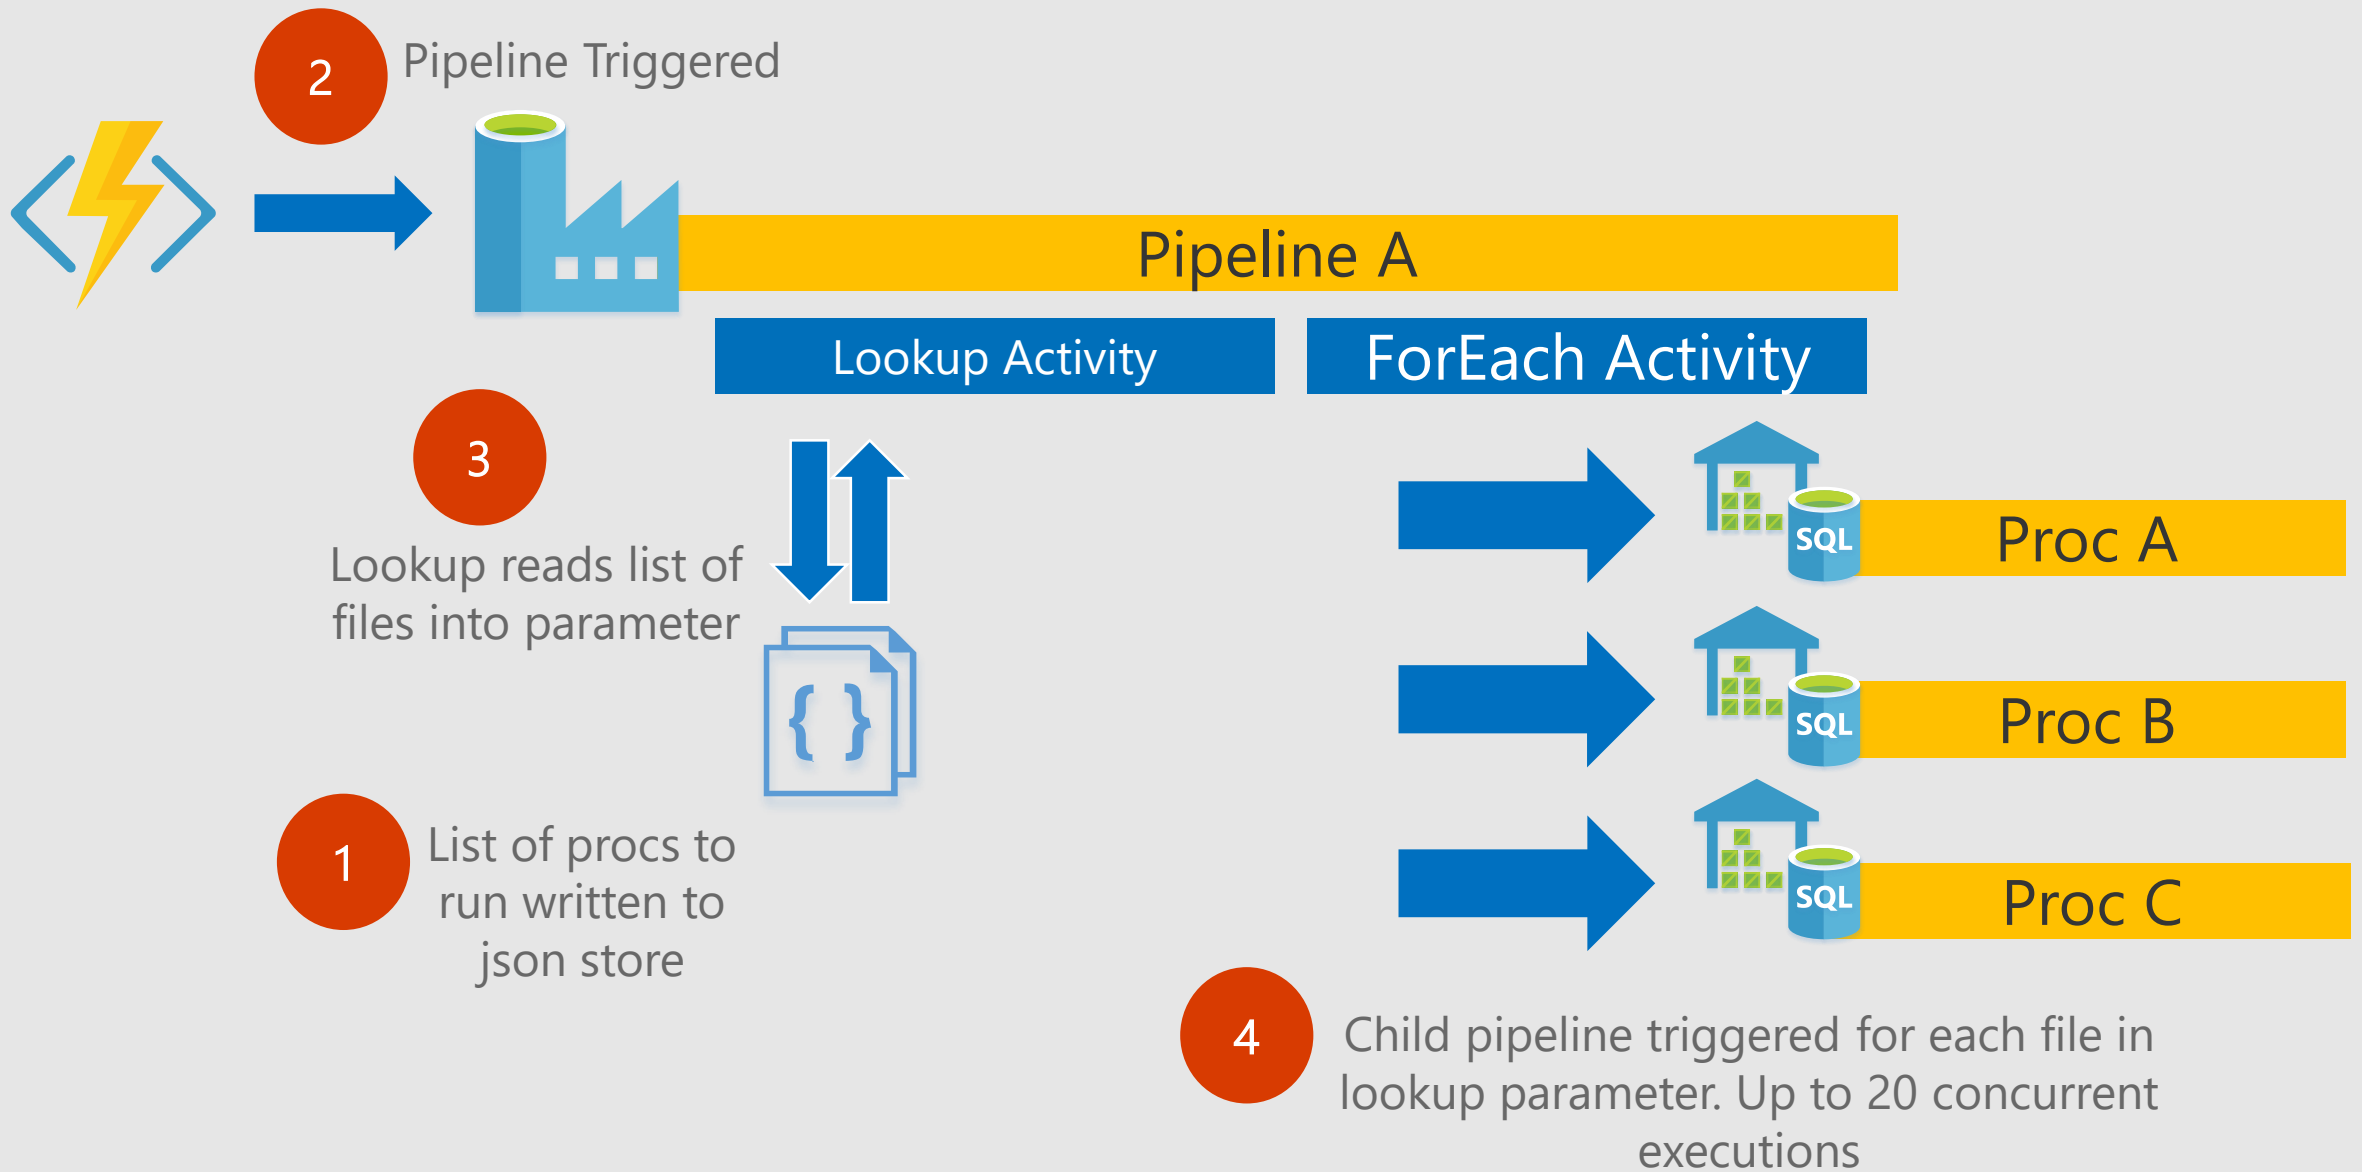 2
Pipeline Triggered
Pipeline A
Lookup Activity
ForEach Activity
3
Lookup reads list of
files into parameter
{ }
1
List of procs to
run written to
json store
SQL
Proc A
SQL
Proc B
SQL
Proc C
4
Child pipeline triggered for each file in
lookup parameter. Up to 20 concurrent
executions